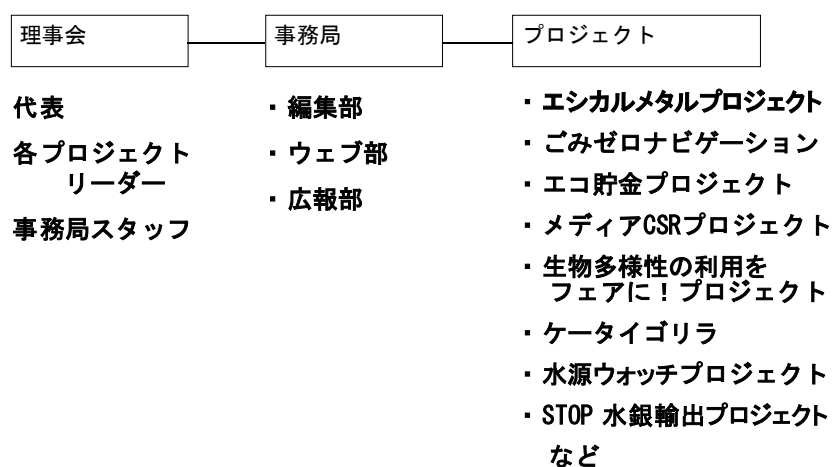 理事会
代表
各プロジェクト
リーダー
事務局スタッフ
事務局
・編集部
・ウェブ部
・広報部
プロジェクト
・エシカルメタルプロジェクト
・ごみゼロナビゲーション
・エコ貯金プロジェクト
・メディアCSRプロジェクト
・生物多様性の利用を
フェアに！プロジェクト
・ケータイゴリラ
・水源ウォッチプロジェクト
・STOP 水銀輸出プロジェクト
など